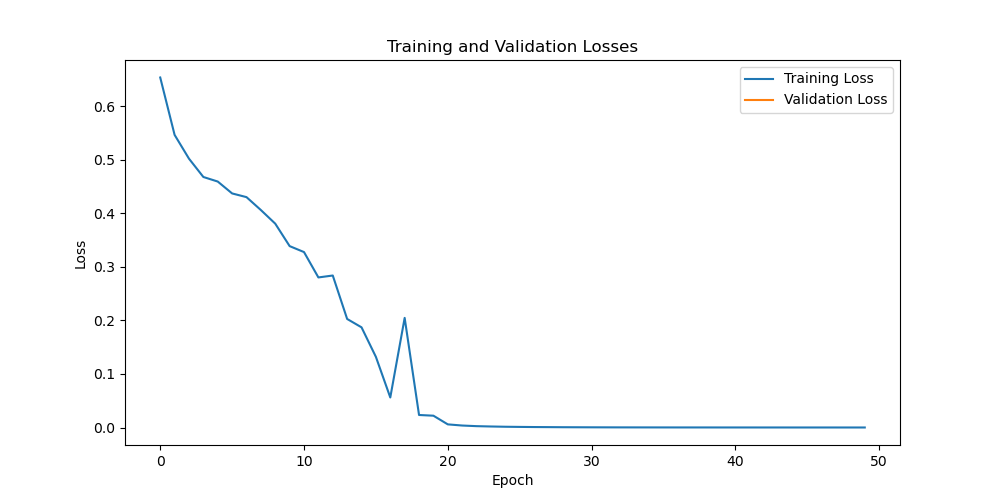 Training and Validation Losses
Training Loss
Validation Loss
Loss
0.6
0.5
0.4
0.3
0.2
0.1
0.0
0 10 20 30 40 50
Epoch